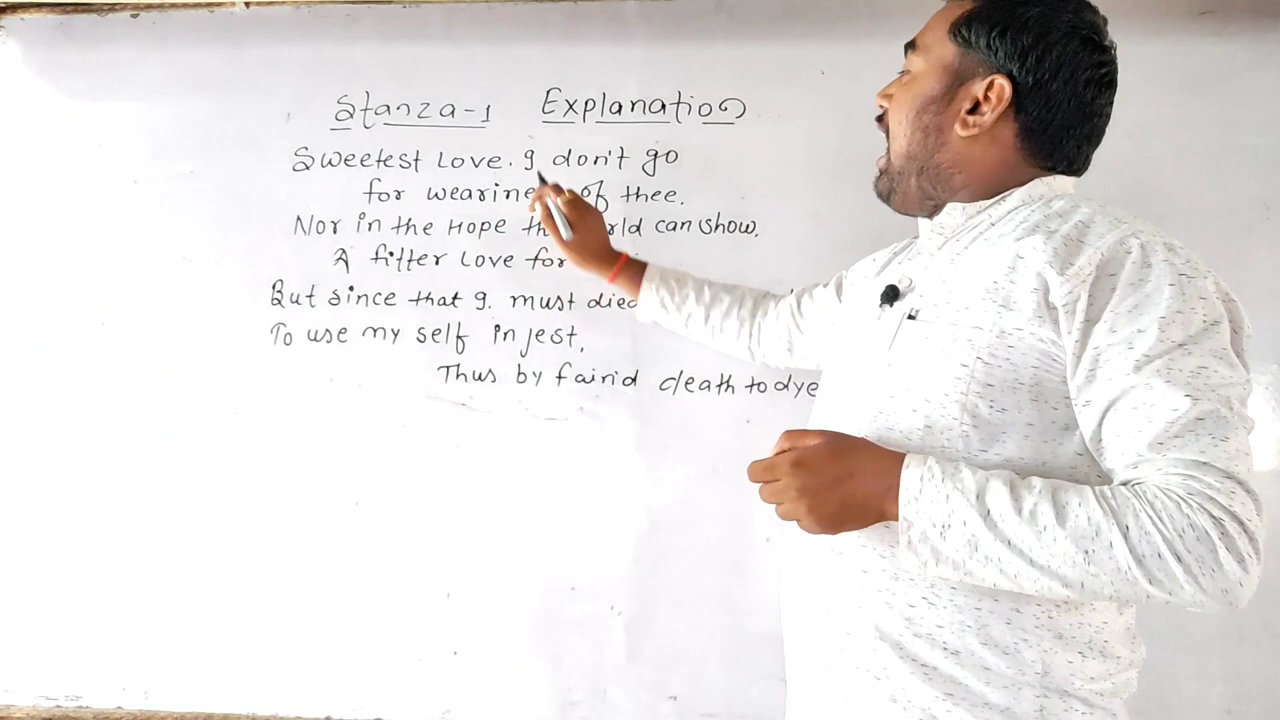 Stanza-1 Explanation
Sweetest Love. I don't go
for wearine of thee.
Nor in the Hope th rld can show.
A fitter Love for
But since that I. must died
To use my self in jest,
Thus by fain'd death to dye